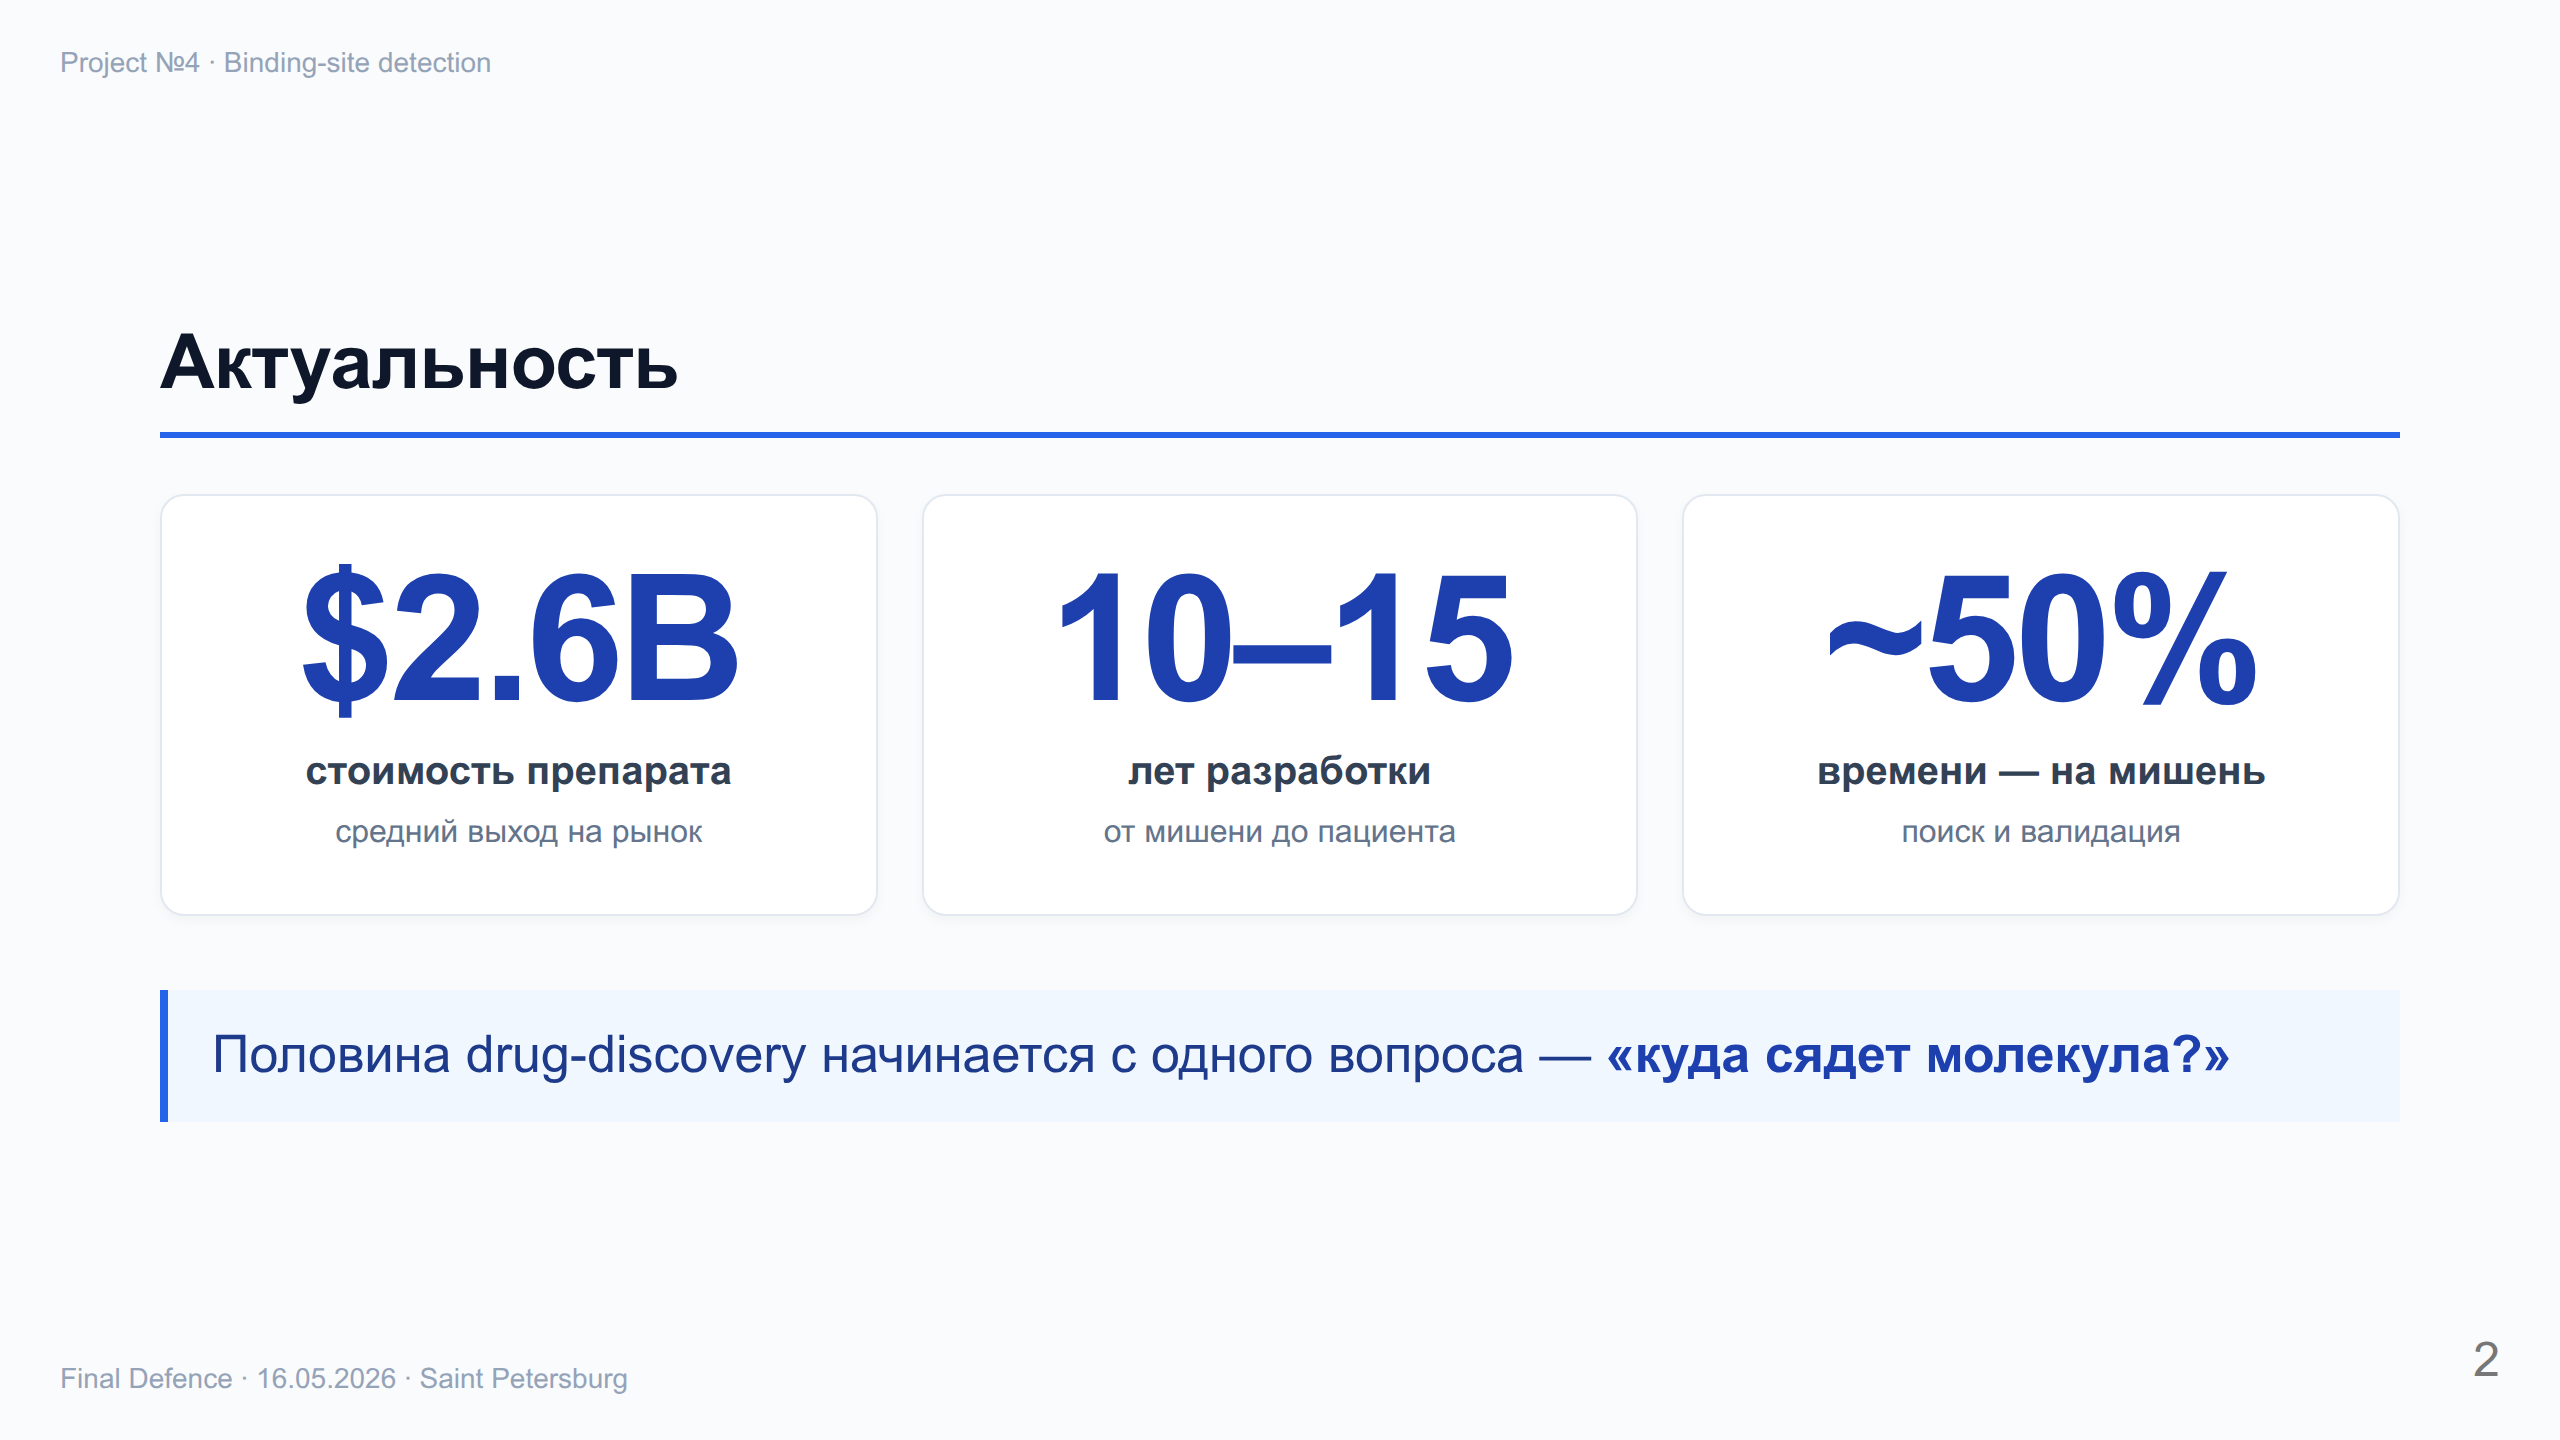 Project №4 · Binding-site detection
Актуальность
$2.6B
стоимость препарата
средний выход на рынок
10–15
лет разработки
от мишени до пациента
~50%
времени — на мишень
поиск и валидация
Половина drug-discovery начинается с одного вопроса — «куда сядет молекула?»
Final Defence · 16.05.2026 · Saint Petersburg
2